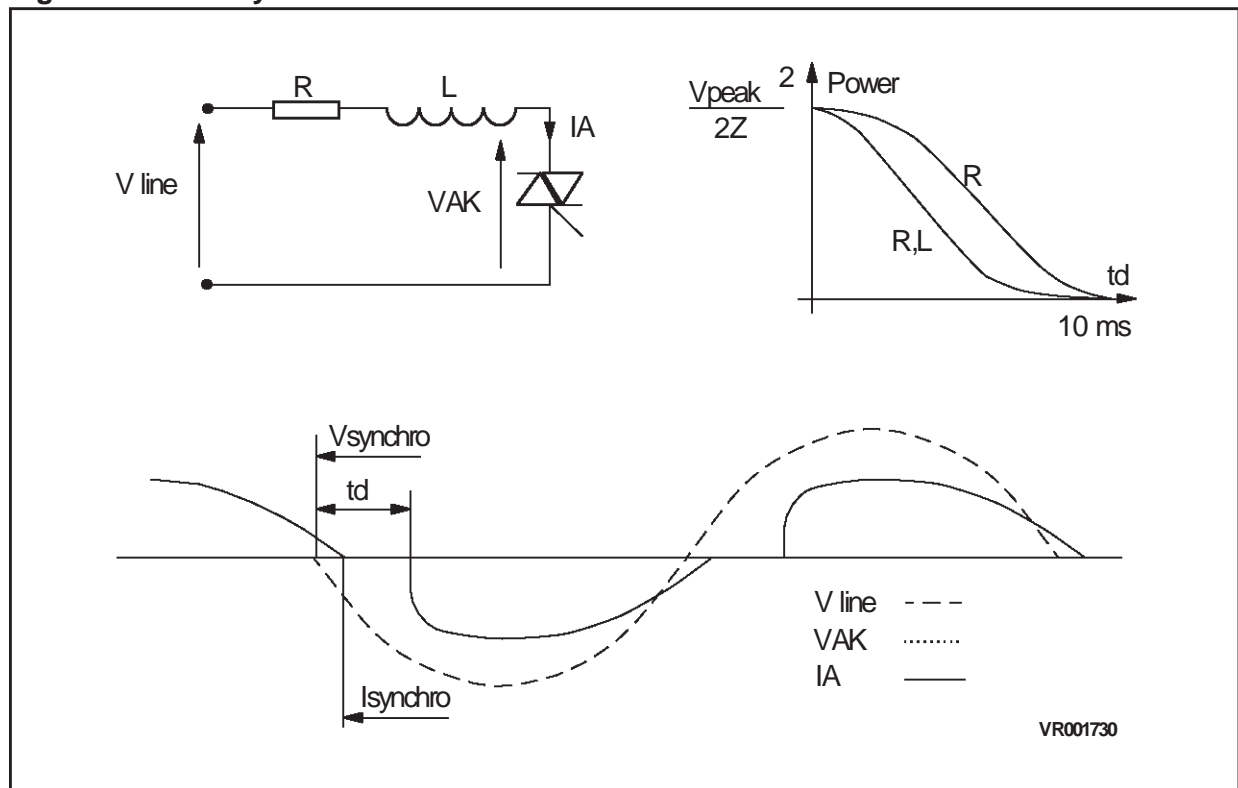 R
L
IA
V line
VAK
Vpeak
2
2Z
Power
R
R,L
td
10 ms
Vsynchro
td
Isynchro
V line
VAK
IA
VR001730